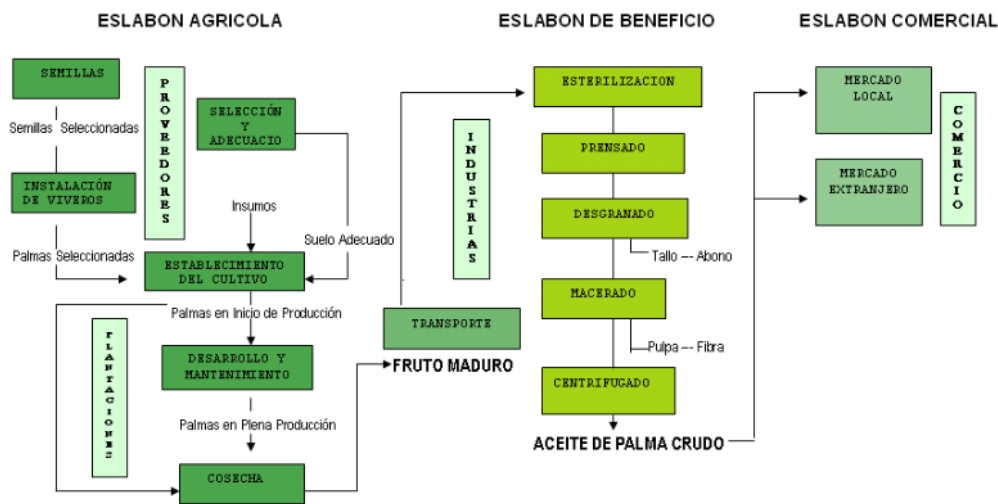 ESLABON AGRICOLA
SEMILLAS
Semillas Seleccionadas
INSTALACIÓN
DE VIVEROS
Palmas Seleccionadas
PROVEEDORES
SELECCIÓN
Y
ADECUACIO
Insumos
Suelo Adecuado
ESTABLECIMIENTO
DEL CULTIVO
Palmas en Inicio de Producción
PLANTACIONES
DESARROLLO Y
MANTENIMIENTO
Palmas en Plena Producción
COSECHA
ESLABON DE BENEFICIO
TRANSPORTE
FRUTO MADURO
INDUSTRIAS
ESTERILIZACION
PRENSADO
DESGRANADO
Tallo --- Abono
MACERADO
Pulpa --- Fibra
CENTRIFUGADO
ACEITE DE PALMA CRUDO
ESLABON COMERCIAL
MERCADO
LOCAL
MERCADO
EXTRANJERO
COMERCIO